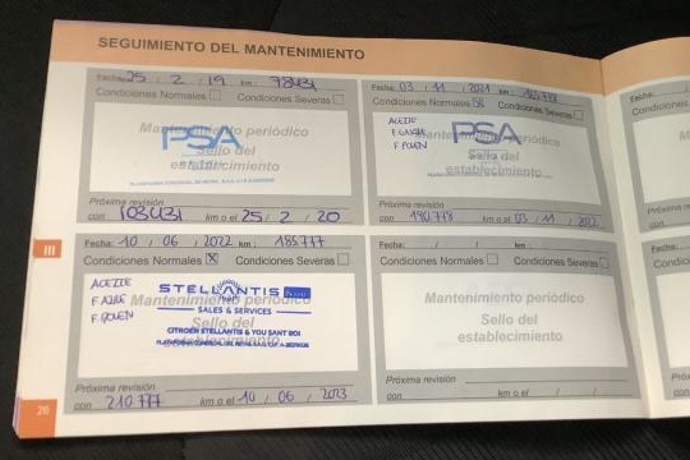 SEGUIMIENTO DEL MANTENIMIENTO
Fecha: 25 / 2 / 19 km: 78431
Condiciones Normales Condiciones Severas
Mantenimiento periódico
PSA
Sello del
establecimiento
Próxima revisión
con 103431 km o el 25 / 2 / 20
Fecha: 03 / 11 / 2021 km:
Condiciones Normales Condiciones Severas
ACEITE
Mantenimiento periódico
PSA
F POLEN
Sello del
establecimiento
Próxima revisión
con 190.778 km o el 03 / 11 / 2022
III
Fecha: 10 / 06 / 2022 km: 185777
Condiciones Normales X Condiciones Severas
ACEITE
F AIRE
F. POLEN
STELLANTIS
Mantenimiento periódico
SALES & SERVICES
Sello del
CITROËN STELLANTIS & YOU SANT BOI
establecimiento
Próxima revisión
con 210.777 km o el 10 / 06 / 2023
Fecha: / / km:
Condiciones Normales Condiciones Severas
Mantenimiento periódico
Sello del
establecimiento
Próxima revisión
con km o el / /
26